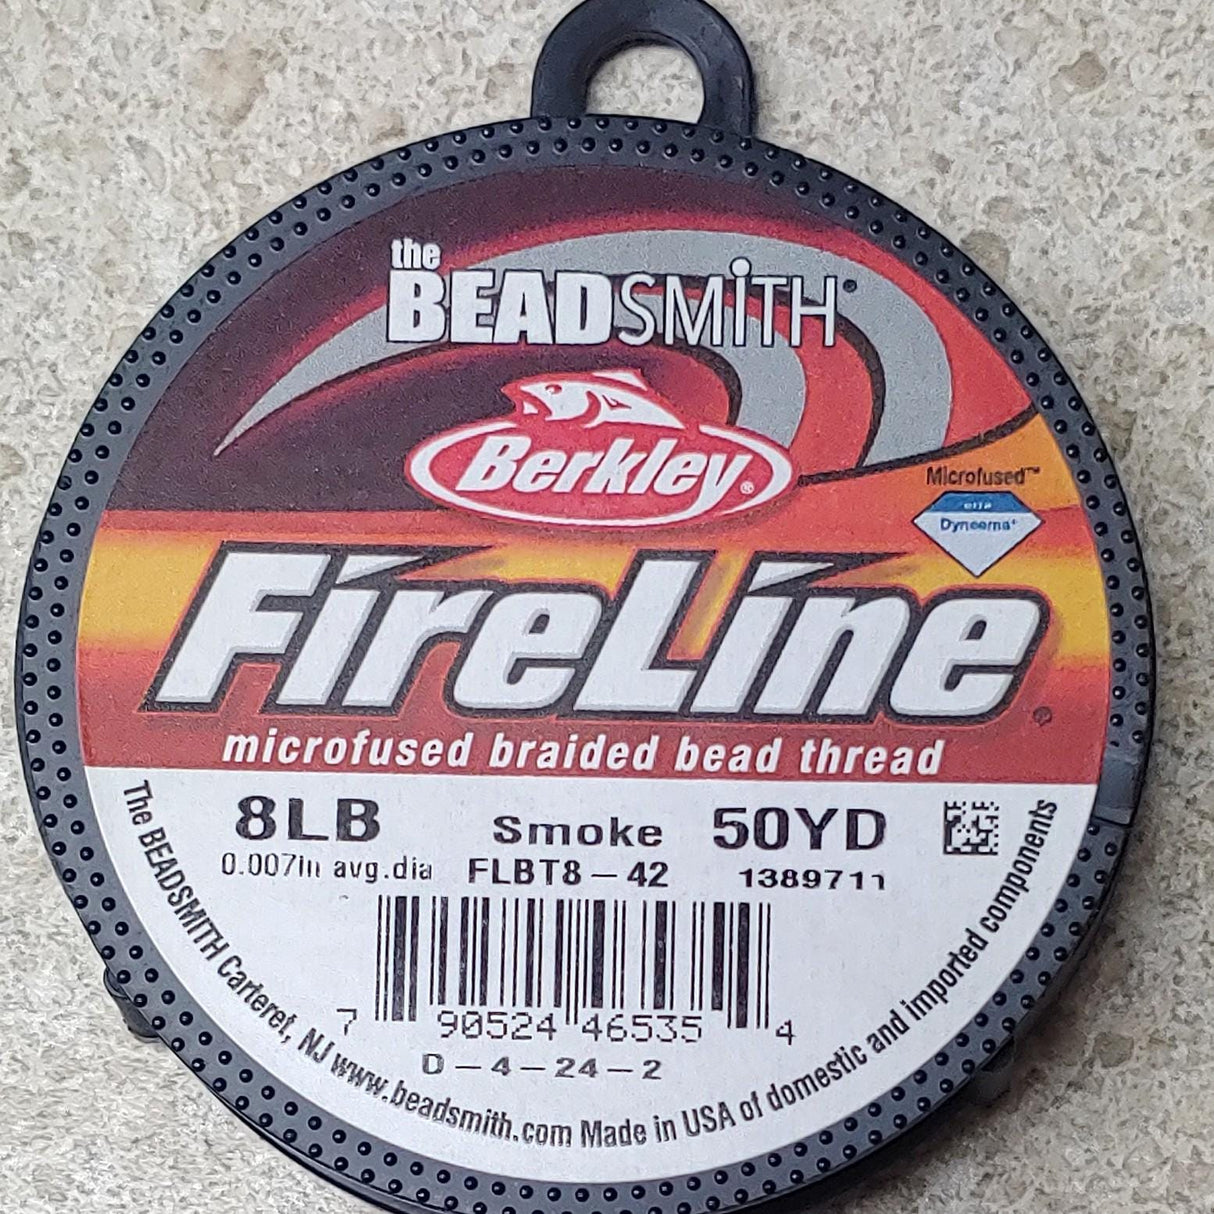 the
BEADSMiTH
Berkley®
Microfused™
Dyneema®
FireLine®
microfused braided bead thread
8LB Smoke 50YD
0.007in avg.dia FLBT8-42 1389711
7 90524 46535 4
D-4-24-2
The BEADSMITH Carteret, NJ www.beadsmith.com Made in USA of domestic and imported components